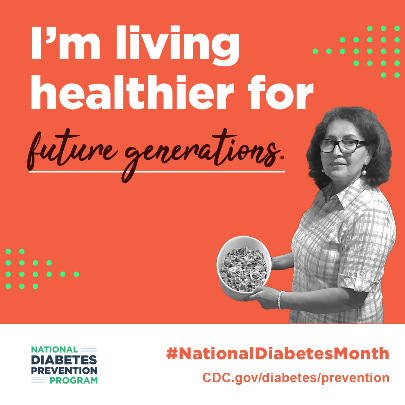 I'm living
healthier for
future generations.
NATIONAL
DIABETES
PREVENTION
PROGRAM
#NationalDiabetesMonth
CDC.gov/diabetes/prevention